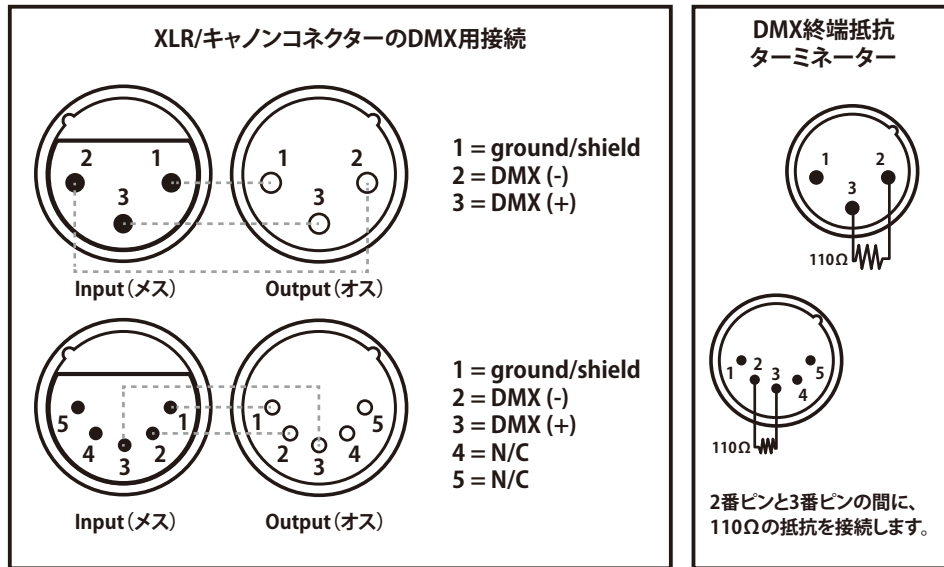 XLR/キャノンコネクターのDMX用接続
2
1
3
1
2
3
1 = ground/shield
2 = DMX (-)
3 = DMX (+)
Input（メス）
Output（オス）
5
4
3
2
1
1
2
3
4
5
1 = ground/shield
2 = DMX (-)
3 = DMX (+)
4 = N/C
5 = N/C
Input（メス）
Output（オス）
DMX終端抵抗
ターミネーター
1
2
3
110Ω
1
2
3
4
5
110Ω
2番ピンと3番ピンの間に、
110Ωの抵抗を接続します。